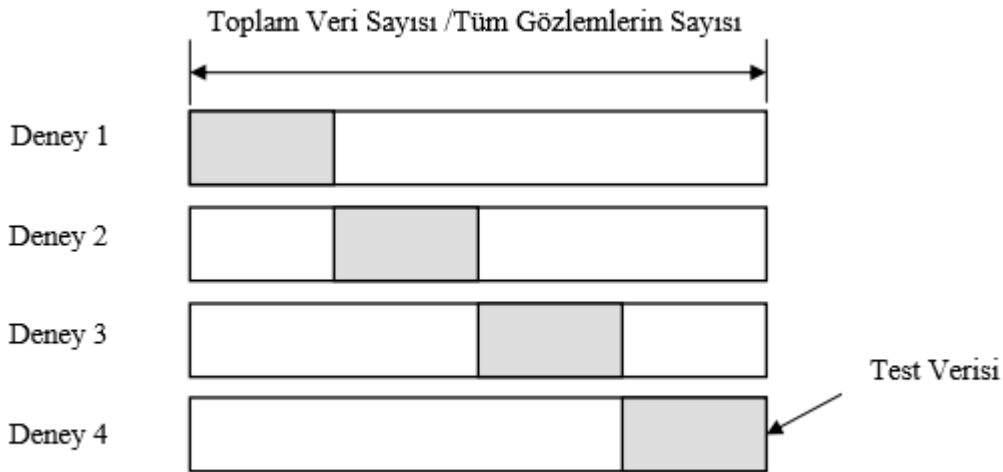 Toplam Veri Sayısı /Tüm Gözlemlerin Sayısı
Deney 1
Deney 2
Deney 3
Test Verisi
Deney 4